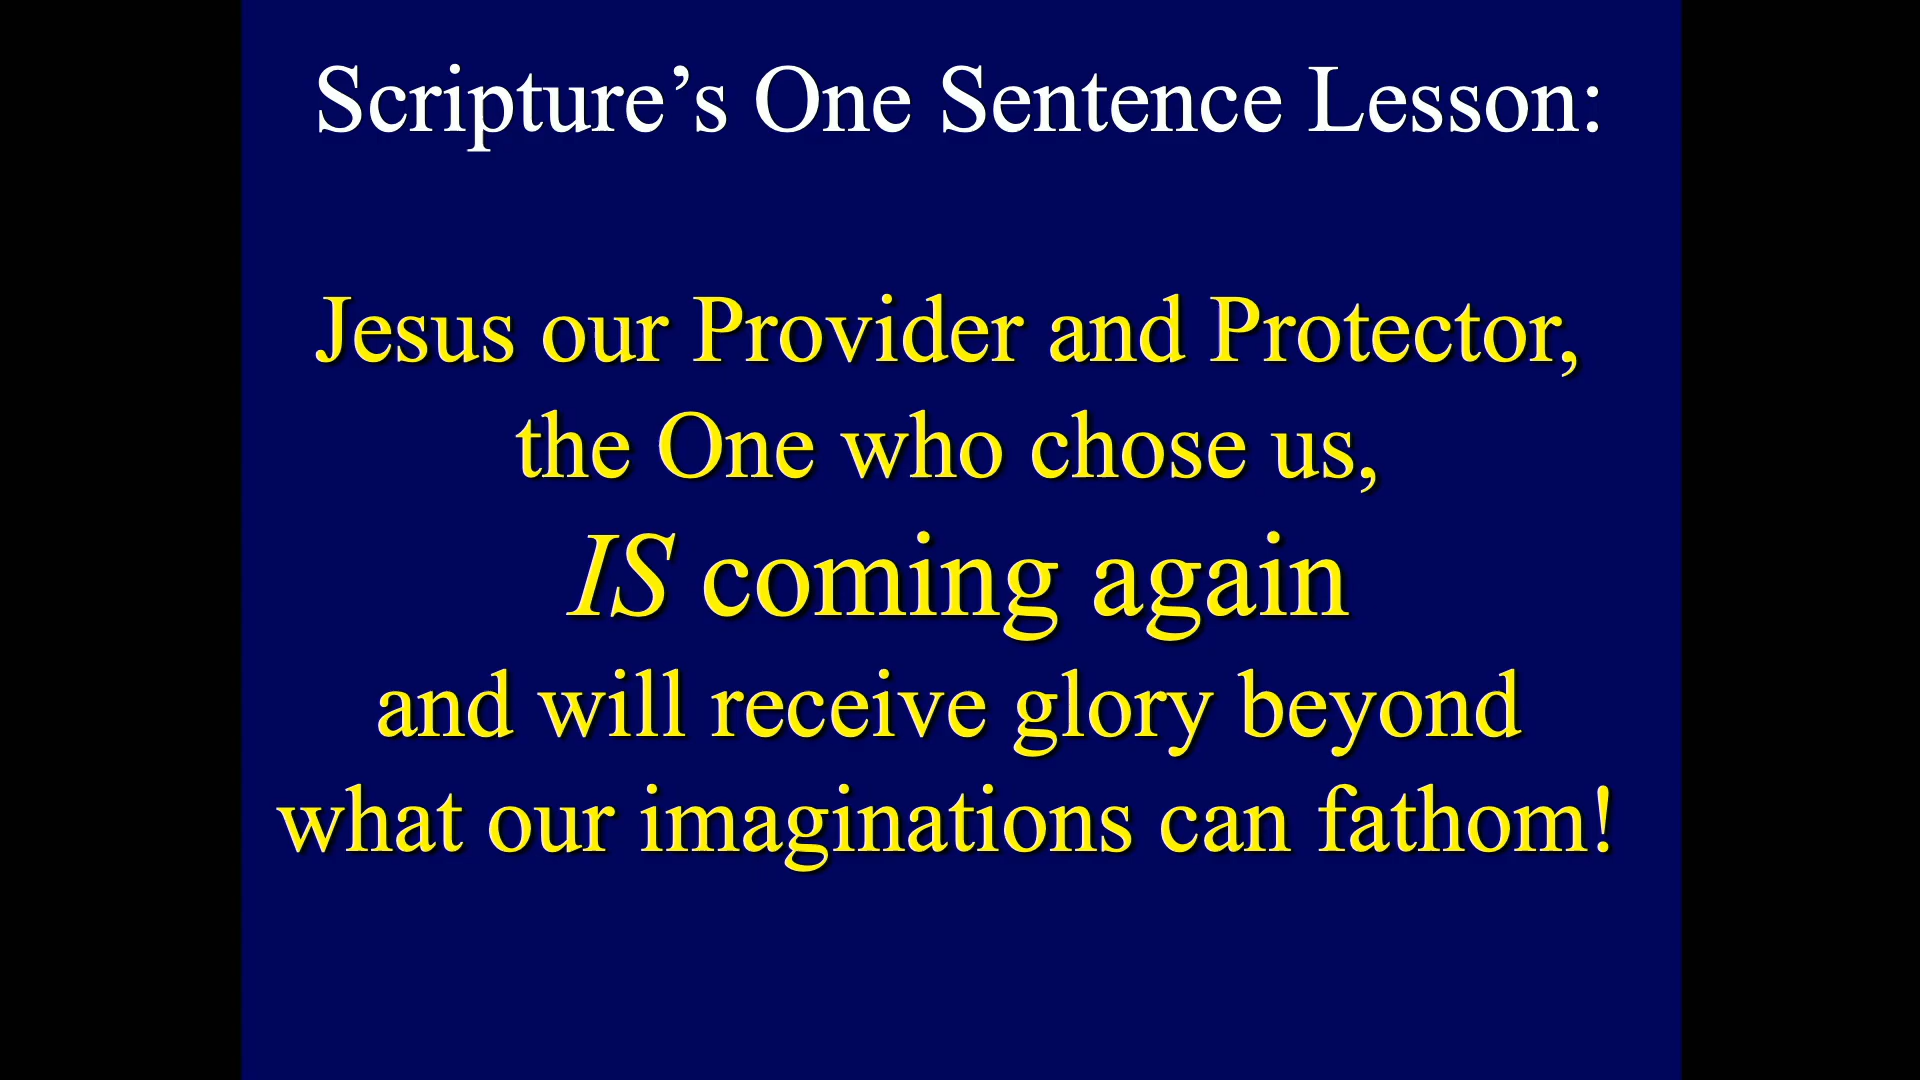 Scripture’s One Sentence Lesson:
Jesus our Provider and Protector,
the One who chose us,
IS coming again
and will receive glory beyond
what our imaginations can fathom!